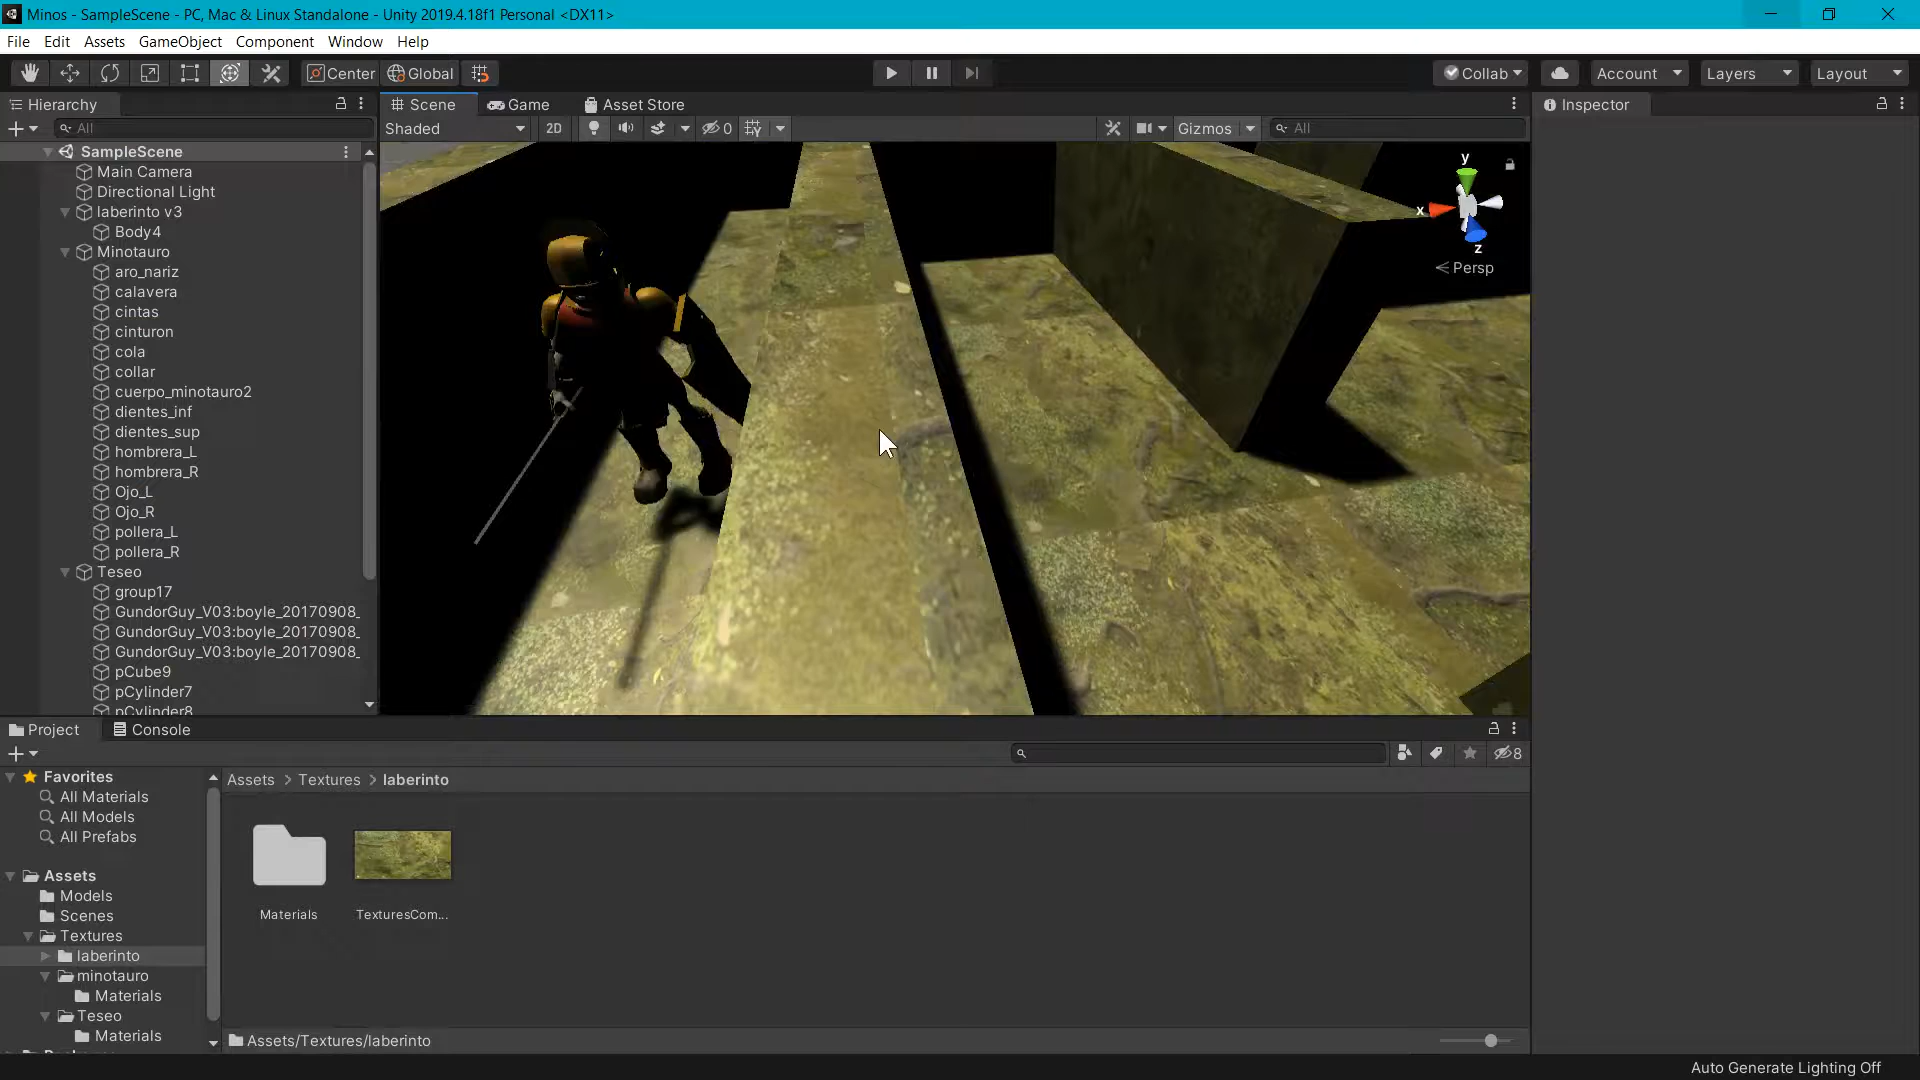 Minos - SampleScene - PC, Mac & Linux Standalone - Unity 2019.4.18f1 Personal <DX11>
File Edit Assets GameObject Component Window Help
Center Global Collab Account Layers Layout
Hierarchy
All
SampleScene
Main Camera
Directional Light
laberinto v3
Body4
Minotauro
aro_nariz
calavera
cintas
cinturon
cola
collar
cuerpo_minotauro2
dientes_inf
dientes_sup
hombrera_L
hombrera_R
Ojo_L
Ojo_R
pollera_L
pollera_R
Teseo
group17
GundorGuy_V03:boyle_20170908_
GundorGuy_V03:boyle_20170908_
GundorGuy_V03:boyle_20170908_
pCube9
pCylinder7
pCylinder8
Scene Game Asset Store
Shaded 2D 0 Gizmos All
y
x
z
Persp
Inspector
Project Console
8
Favorites
All Materials
All Models
All Prefabs
Assets
Models
Scenes
Textures
laberinto
minotauro
Materials
Teseo
Materials
Assets > Textures > laberinto
Materials
TexturesCom...
Assets/Textures/laberinto
Auto Generate Lighting Off